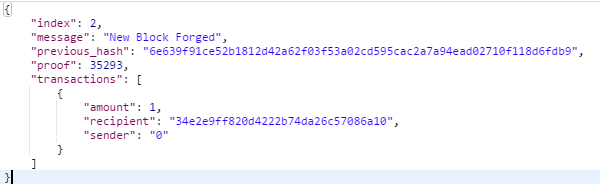 {
"index": 2,
"message": "New Block Forged",
"previous_hash": "6e639f91ce52b1812d42a62f03f53a02cd595cac2a7a94ead02710f118d6fdb9",
"proof": 35293,
"transactions": [
{
"amount": 1,
"recipient": "34e2e9ff820d4222b74da26c57086a10",
"sender": "0"
}
]
}